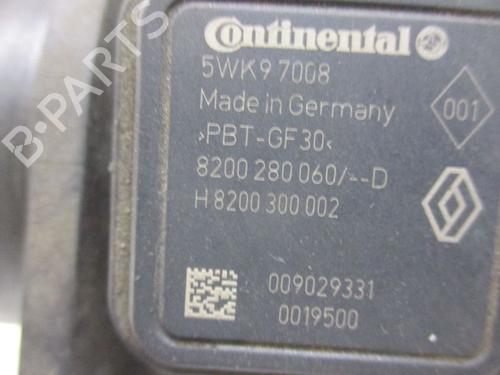 Continental
5WK9 7008
Made in Germany
001
>PBT-GF30<
8200 280 060/--D
H 8200 300 002
009029331
0019500
B-PARTS